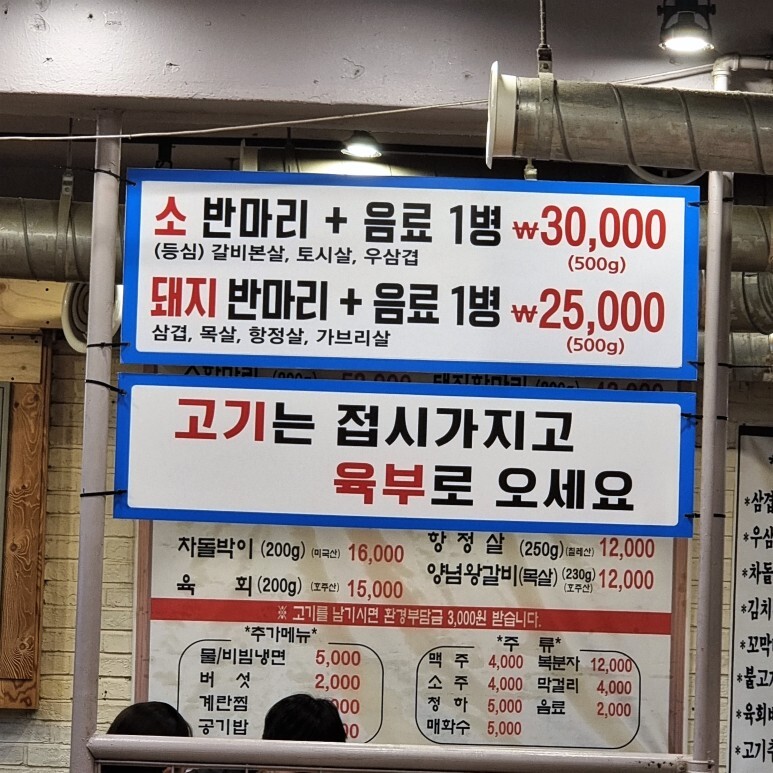 소 반마리 + 음료 1병 ₩30,000
(등심) 갈비본살, 토시살, 우삼겹 (500g)
돼지 반마리 + 음료 1병 ₩25,000
삼겹, 목살, 항정살, 가브리살 (500g)
고기는 접시가지고
육부로 오세요
차돌박이 (200g) (미국산) 16,000
육 회 (200g) (호주산) 15,000
항 정 살 (250g) (칠레산) 12,000
양념왕갈비 (목살) (230g) (호주산) 12,000
※ 고기를 남기시면 환경부담금 3,000원 받습니다.
*추가메뉴*
물/비빔냉면 5,000
버 섯 2,000
계란찜
공기밥
*주 류*
맥 주 4,000 복분자 12,000
소 주 4,000 막걸리 4,000
청 하 5,000 음료 2,000
매화수 5,000
*삼겹
*우삼
*차돌
*김치
*꼬막
*불고
*육회
*고기